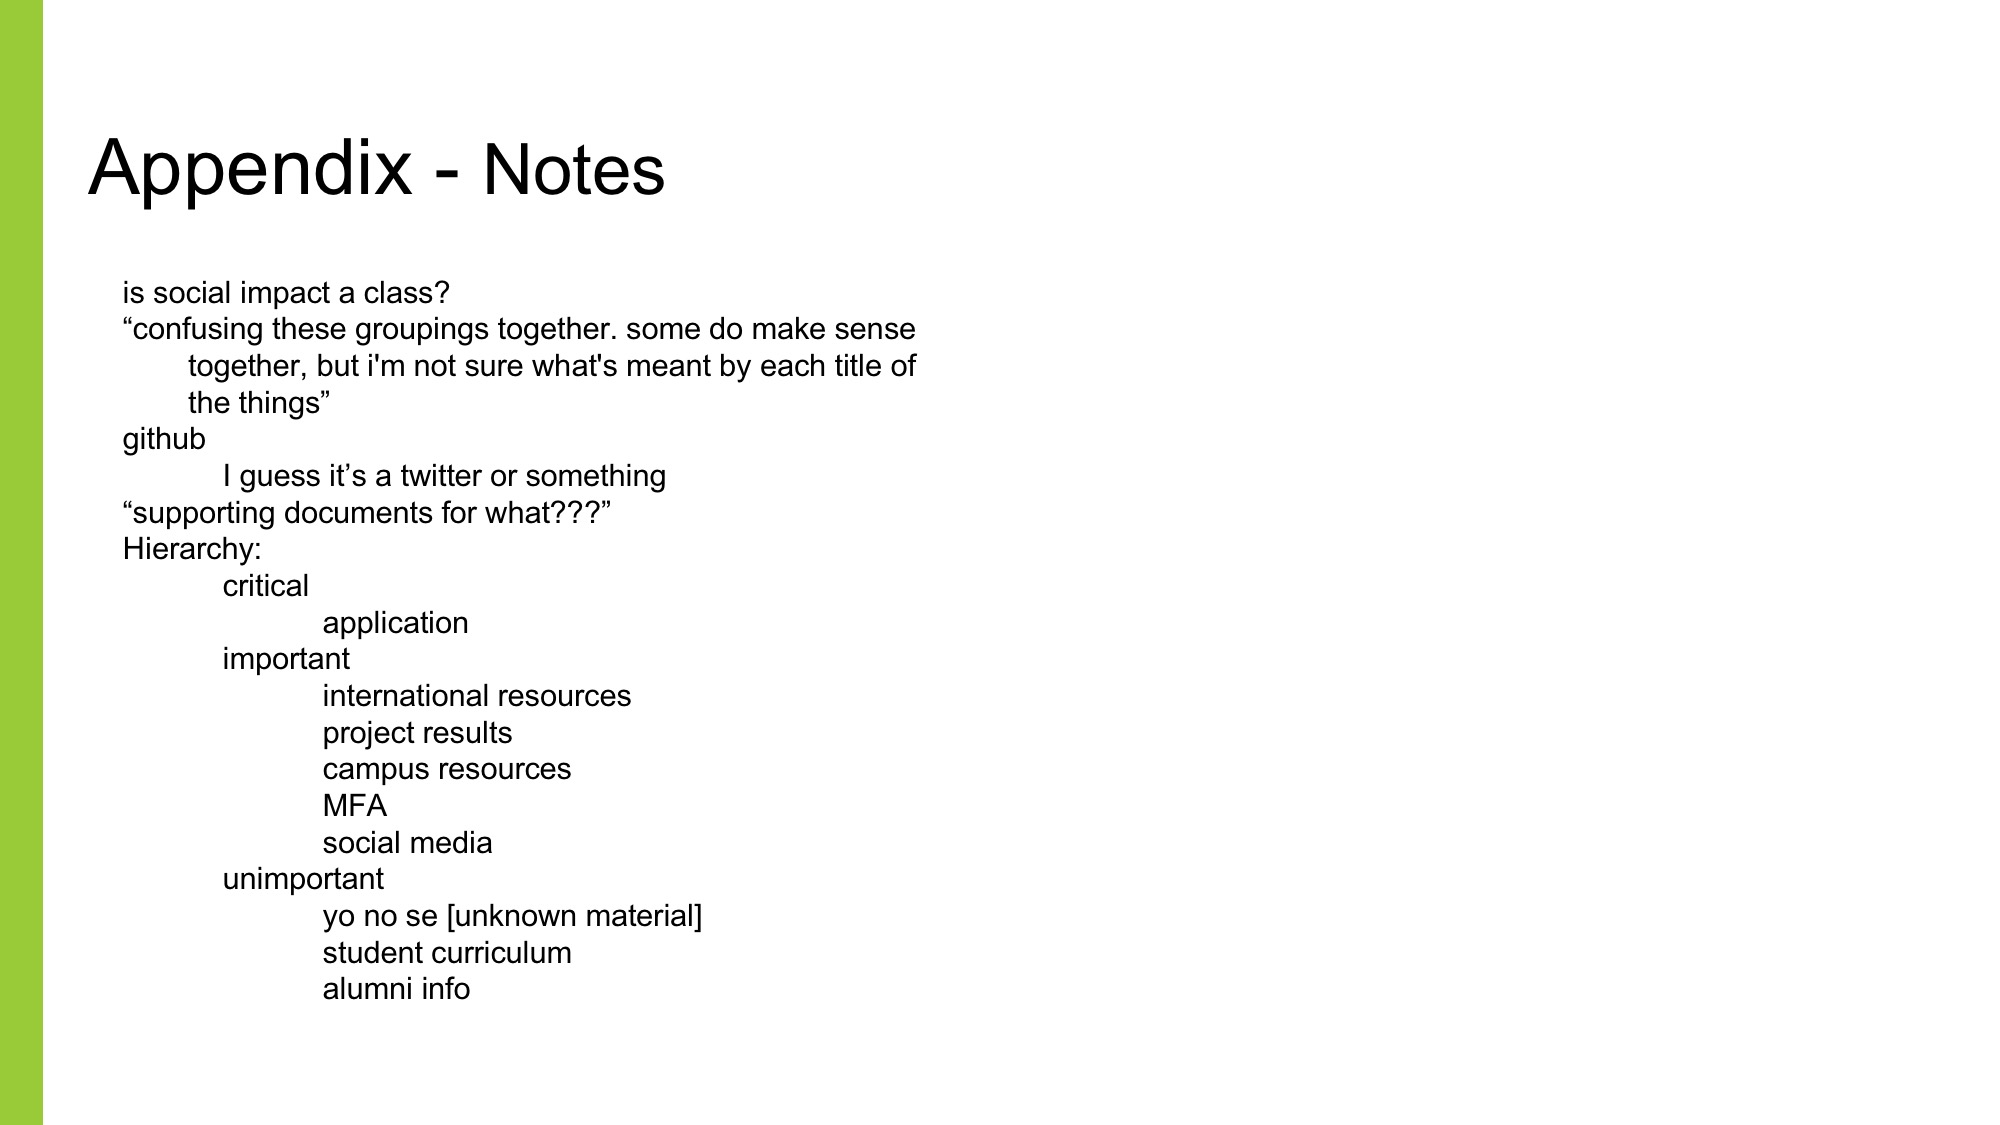 Appendix - Notes
is social impact a class?
“confusing these groupings together. some do make sense
together, but i'm not sure what's meant by each title of
the things”
github
I guess it’s a twitter or something
“supporting documents for what???”
Hierarchy:
critical
application
important
international resources
project results
campus resources
MFA
social media
unimportant
yo no se [unknown material]
student curriculum
alumni info